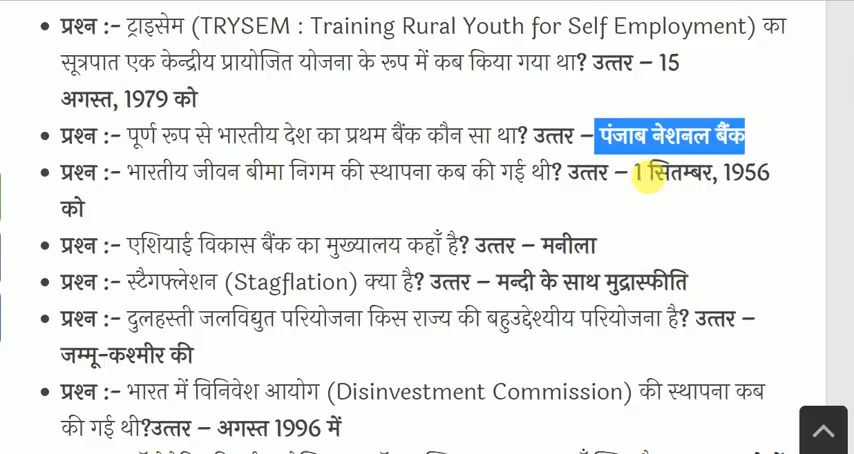 प्रश्न :- ट्राइसेम (TRYSEM : Training Rural Youth for Self Employment) का
सूत्रपात एक केन्द्रीय प्रायोजित योजना के रूप में कब किया गया था? उत्तर – 15
अगस्त, 1979 को
प्रश्न :- पूर्ण रूप से भारतीय देश का प्रथम बैंक कौन सा था? उत्तर – पंजाब नेशनल बैंक
प्रश्न :- भारतीय जीवन बीमा निगम की स्थापना कब की गई थी? उत्तर – 1 सितम्बर, 1956
को
प्रश्न :- एशियाई विकास बैंक का मुख्यालय कहाँ है? उत्तर – मनीला
प्रश्न :- स्टैगफ्लेशन (Stagflation) क्या है? उत्तर – मन्दी के साथ मुद्रास्फीति
प्रश्न :- दुलहस्ती जलविद्युत परियोजना किस राज्य की बहुउद्देश्यीय परियोजना है? उत्तर –
जम्मू-कश्मीर की
प्रश्न :- भारत में विनिवेश आयोग (Disinvestment Commission) की स्थापना कब
की गई थी?उत्तर – अगस्त 1996 में